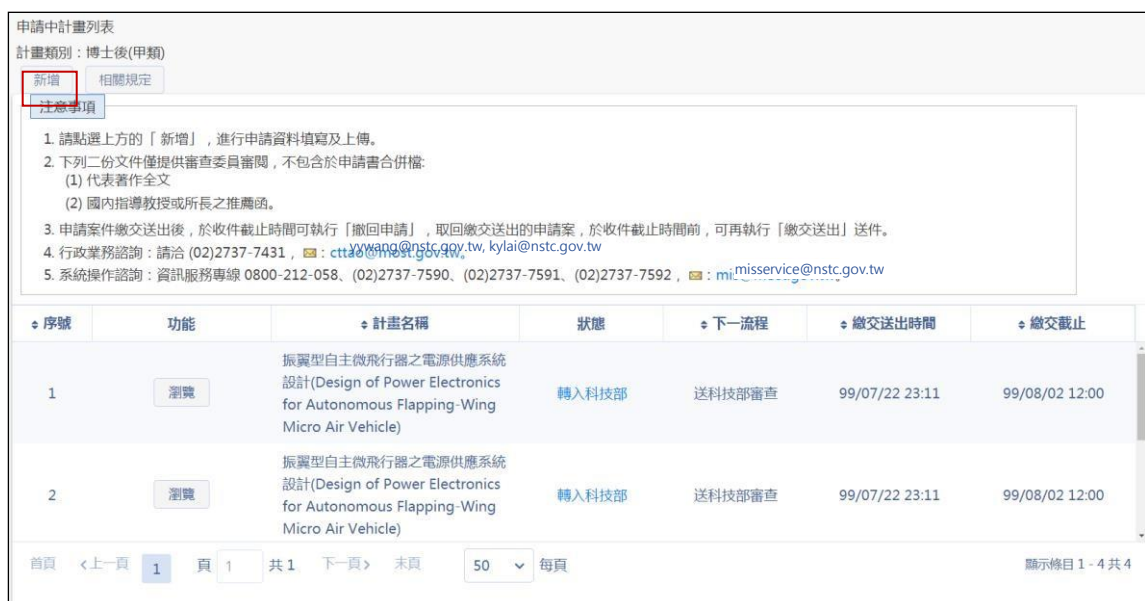 申請中計畫列表
計畫類別：博士後(甲類)
新增 相關規定
注意事項
1. 請點選上方的「 新增」，進行申請資料填寫及上傳。
2. 下列二份文件僅提供審查委員審閱，不包含於申請書合併檔:
(1) 代表著作全文
(2) 國內指導教授或所長之推薦函。
3. 申請案件繳交送出後，於收件截止時間可執行「撤回申請」，取回繳交送出的申請案，於收件截止時間前，可再執行「繳交送出」送件。
yywang@nstc.gov.tw, kylai@nstc.gov.tw
4. 行政業務諮詢：請洽 (02)2737-7431， ： cttao@most.gov.tw。
misservice@nstc.gov.tw
5. 系統操作諮詢：資訊服務專線 0800-212-058、(02)2737-7590、(02)2737-7591、(02)2737-7592， ：
序號 功能 計畫名稱 狀態 下一流程 繳交送出時間 繳交截止
振翼型自主微飛行器之電源供應系統
設計(Design of Power Electronics
1 瀏覽 for Autonomous Flapping-Wing 轉入科技部 送科技部審查 99/07/22 23:11 99/08/02 12:00
Micro Air Vehicle)
振翼型自主微飛行器之電源供應系統
設計(Design of Power Electronics
2 瀏覽 for Autonomous Flapping-Wing 轉入科技部 送科技部審查 99/07/22 23:11 99/08/02 12:00
Micro Air Vehicle)
首頁 上一頁 1 頁 1 共 1 下一頁 末頁 50 每頁 顯示條目 1 - 4 共 4